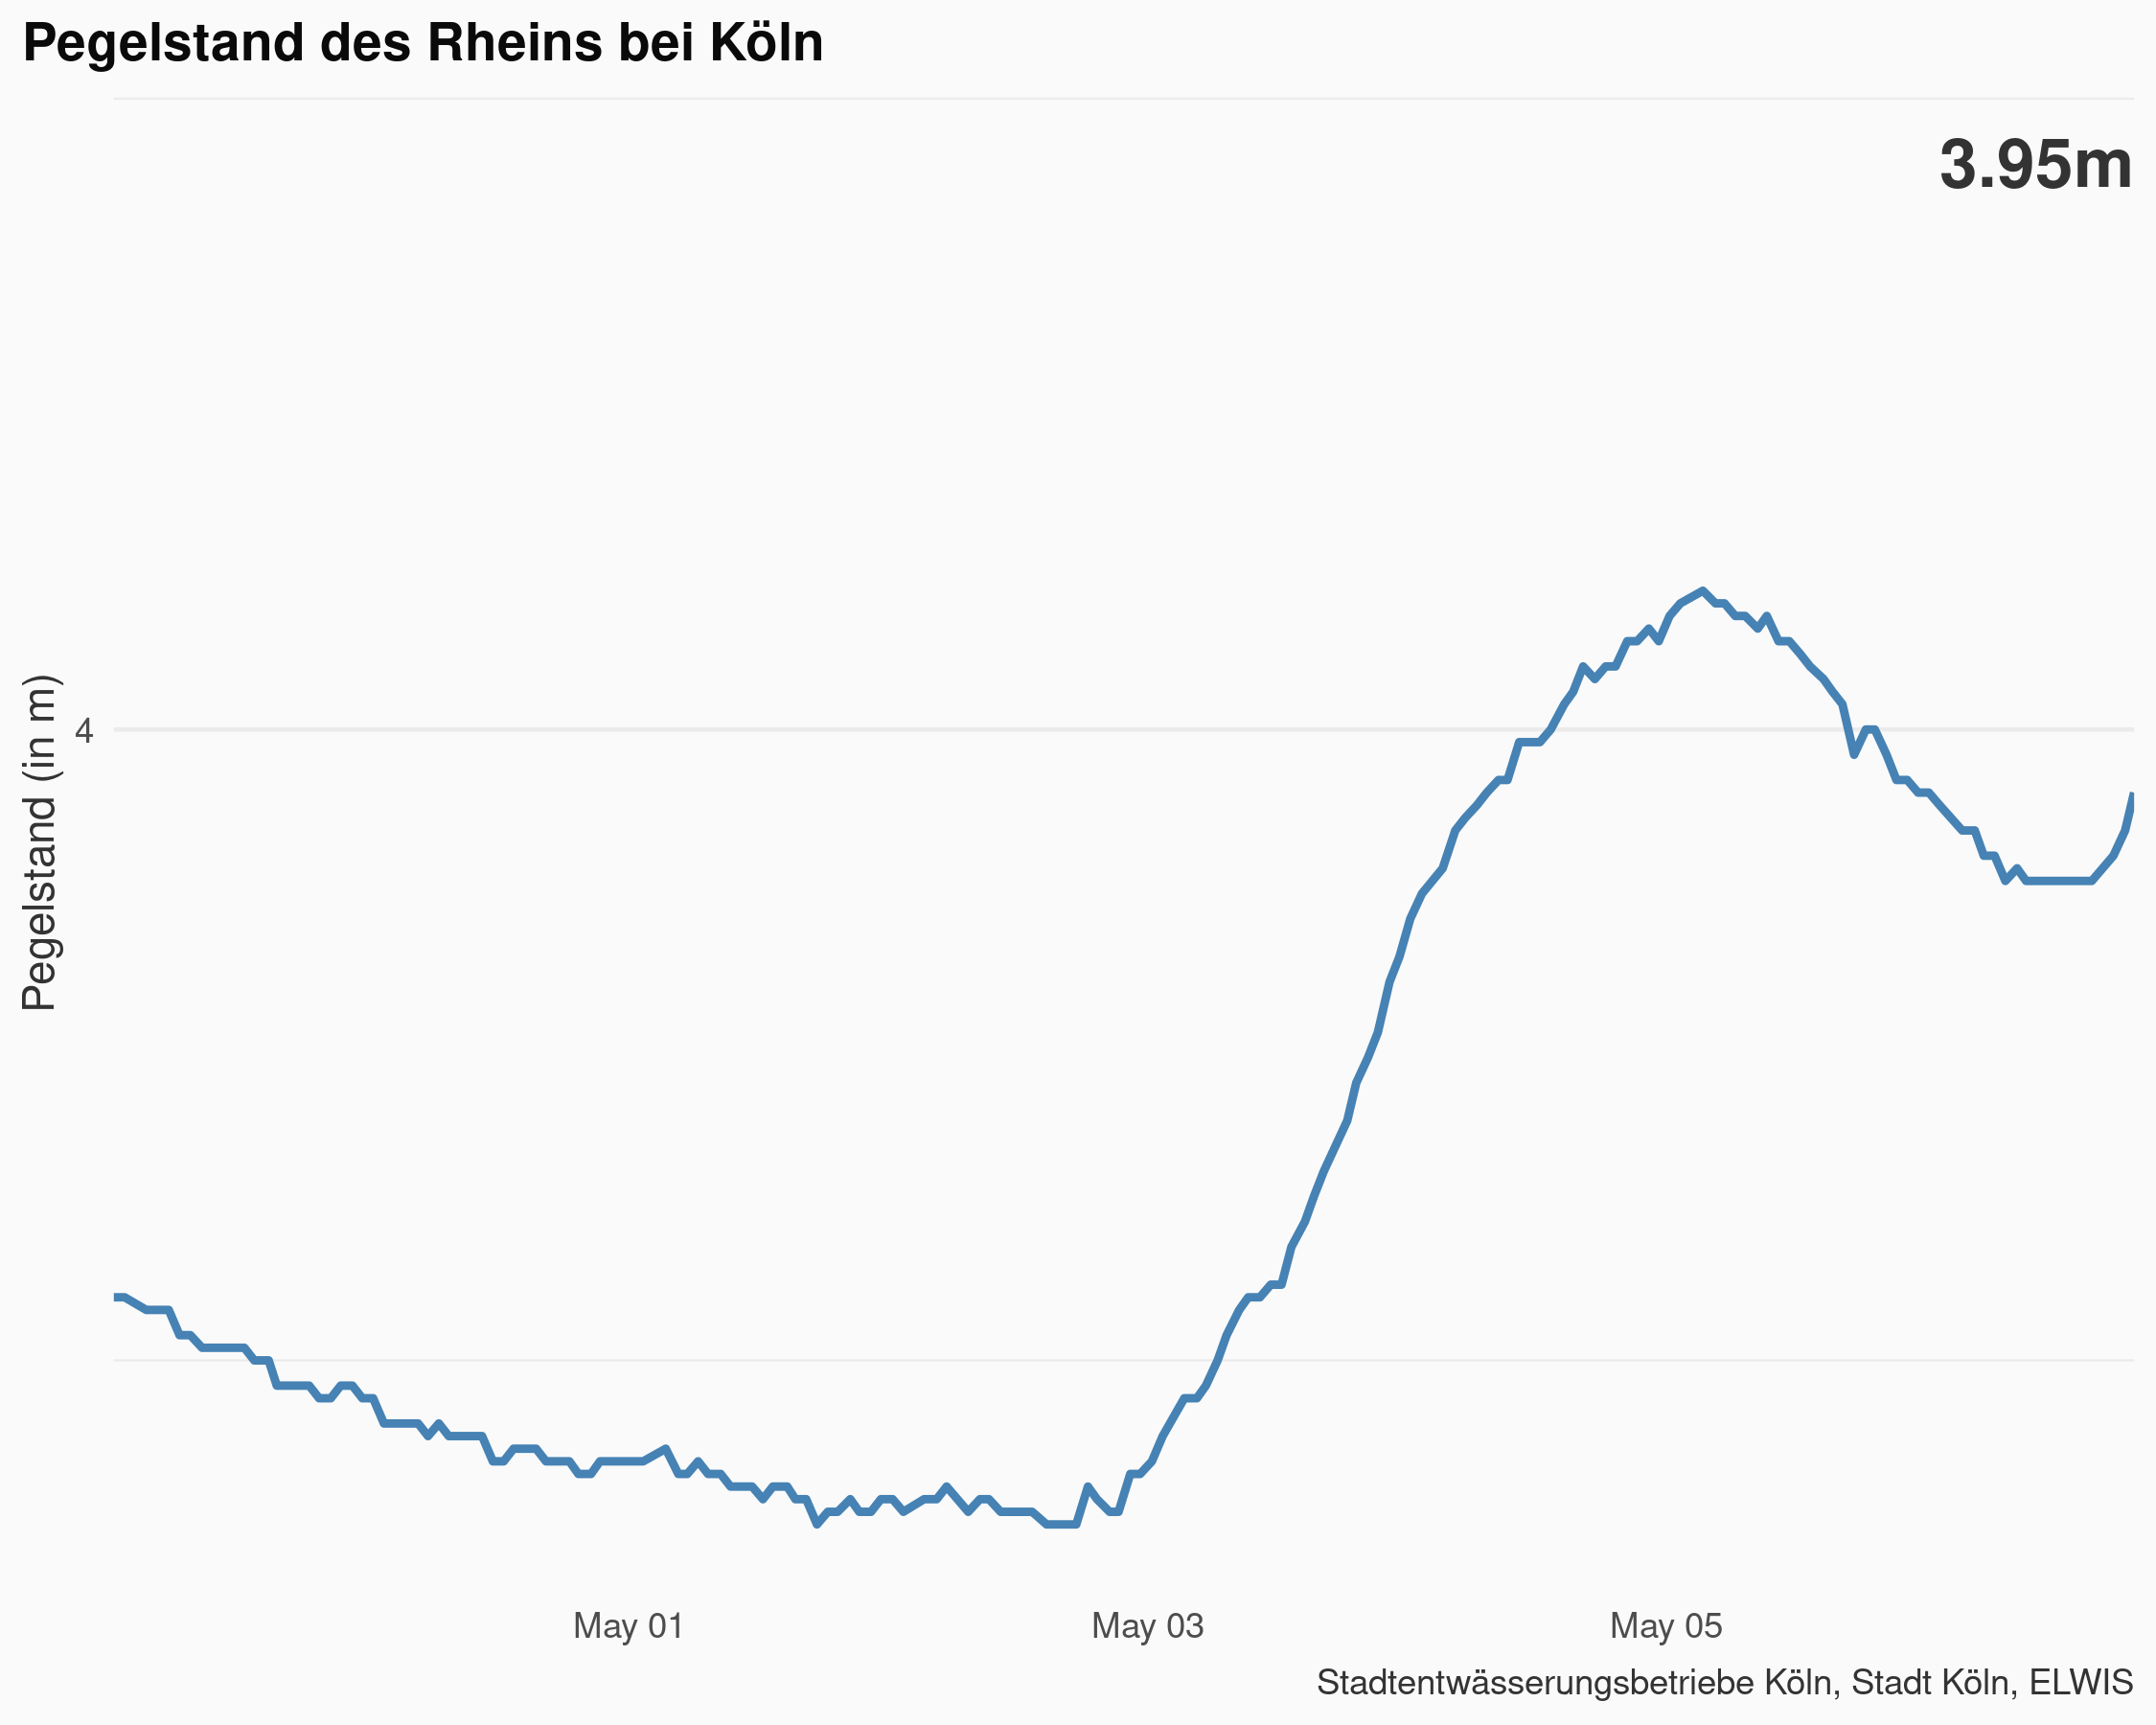 Pegelstand des Rheins bei Köln
3.95m
Pegelstand (in m)
4
May 01
May 03
May 05
Stadtentwässerungsbetriebe Köln, Stadt Köln, ELWIS